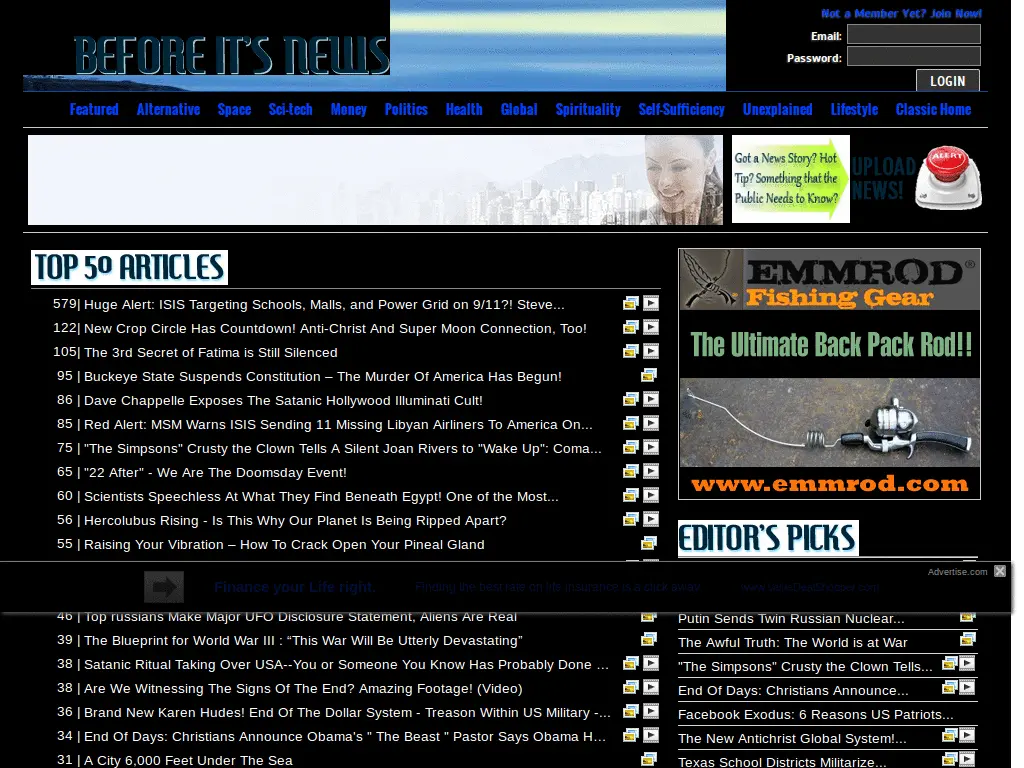 Not a Member Yet? Join Now!
BEFORE IT'S NEWS
Email:
Password:
LOGIN
Featured Alternative Space Sci-tech Money Politics Health Global Spirituality Self-Sufficiency Unexplained Lifestyle Classic Home
Got a News Story? Hot
Tip? Something that the
Public Needs to Know?
UPLOAD
NEWS!
ALERT
TOP 50 ARTICLES
579| Huge Alert: ISIS Targeting Schools, Malls, and Power Grid on 9/11?! Steve...
122| New Crop Circle Has Countdown! Anti-Christ And Super Moon Connection, Too!
105| The 3rd Secret of Fatima is Still Silenced
95 | Buckeye State Suspends Constitution – The Murder Of America Has Begun!
86 | Dave Chappelle Exposes The Satanic Hollywood Illuminati Cult!
85 | Red Alert: MSM Warns ISIS Sending 11 Missing Libyan Airliners To America On...
75 | "The Simpsons" Crusty the Clown Tells A Silent Joan Rivers to "Wake Up": Coma...
65 | "22 After" - We Are The Doomsday Event!
60 | Scientists Speechless At What They Find Beneath Egypt! One of the Most...
56 | Hercolubus Rising - Is This Why Our Planet Is Being Ripped Apart?
55 | Raising Your Vibration – How To Crack Open Your Pineal Gland
EMMROD®
Fishing Gear
The Ultimate Back Pack Rod!!
www.emmrod.com
EDITOR'S PICKS
Advertise.com
Finance your Life right. Finding the best rate on life insurance is a click away.
46 | Top russians Make Major UFO Disclosure Statement, Aliens Are Real
39 | The Blueprint for World War III : “This War Will Be Utterly Devastating”
38 | Satanic Ritual Taking Over USA--You or Someone You Know Has Probably Done ...
38 | Are We Witnessing The Signs Of The End? Amazing Footage! (Video)
36 | Brand New Karen Hudes! End Of The Dollar System - Treason Within US Military -...
34 | End Of Days: Christians Announce Obama's " The Beast " Pastor Says Obama H...
31 | A City 6,000 Feet Under The Sea
Putin Sends Twin Russian Nuclear...
The Awful Truth: The World is at War
"The Simpsons" Crusty the Clown Tells...
End Of Days: Christians Announce...
Facebook Exodus: 6 Reasons US Patriots...
The New Antichrist Global System!...
Texas School Districts Militarize...